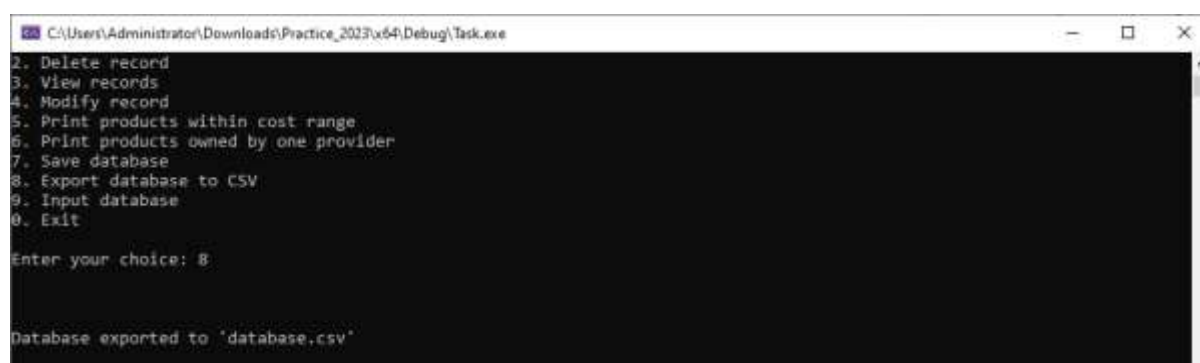 C:\Users\Administrator\Downloads\Practice_2023\x64\Debug\Task.exe
2. Delete record
3. View records
4. Modify record
5. Print products within cost range
6. Print products owned by one provider
7. Save database
8. Export database to CSV
9. Input database
0. Exit
Enter your choice: 8
Database exported to 'database.csv'